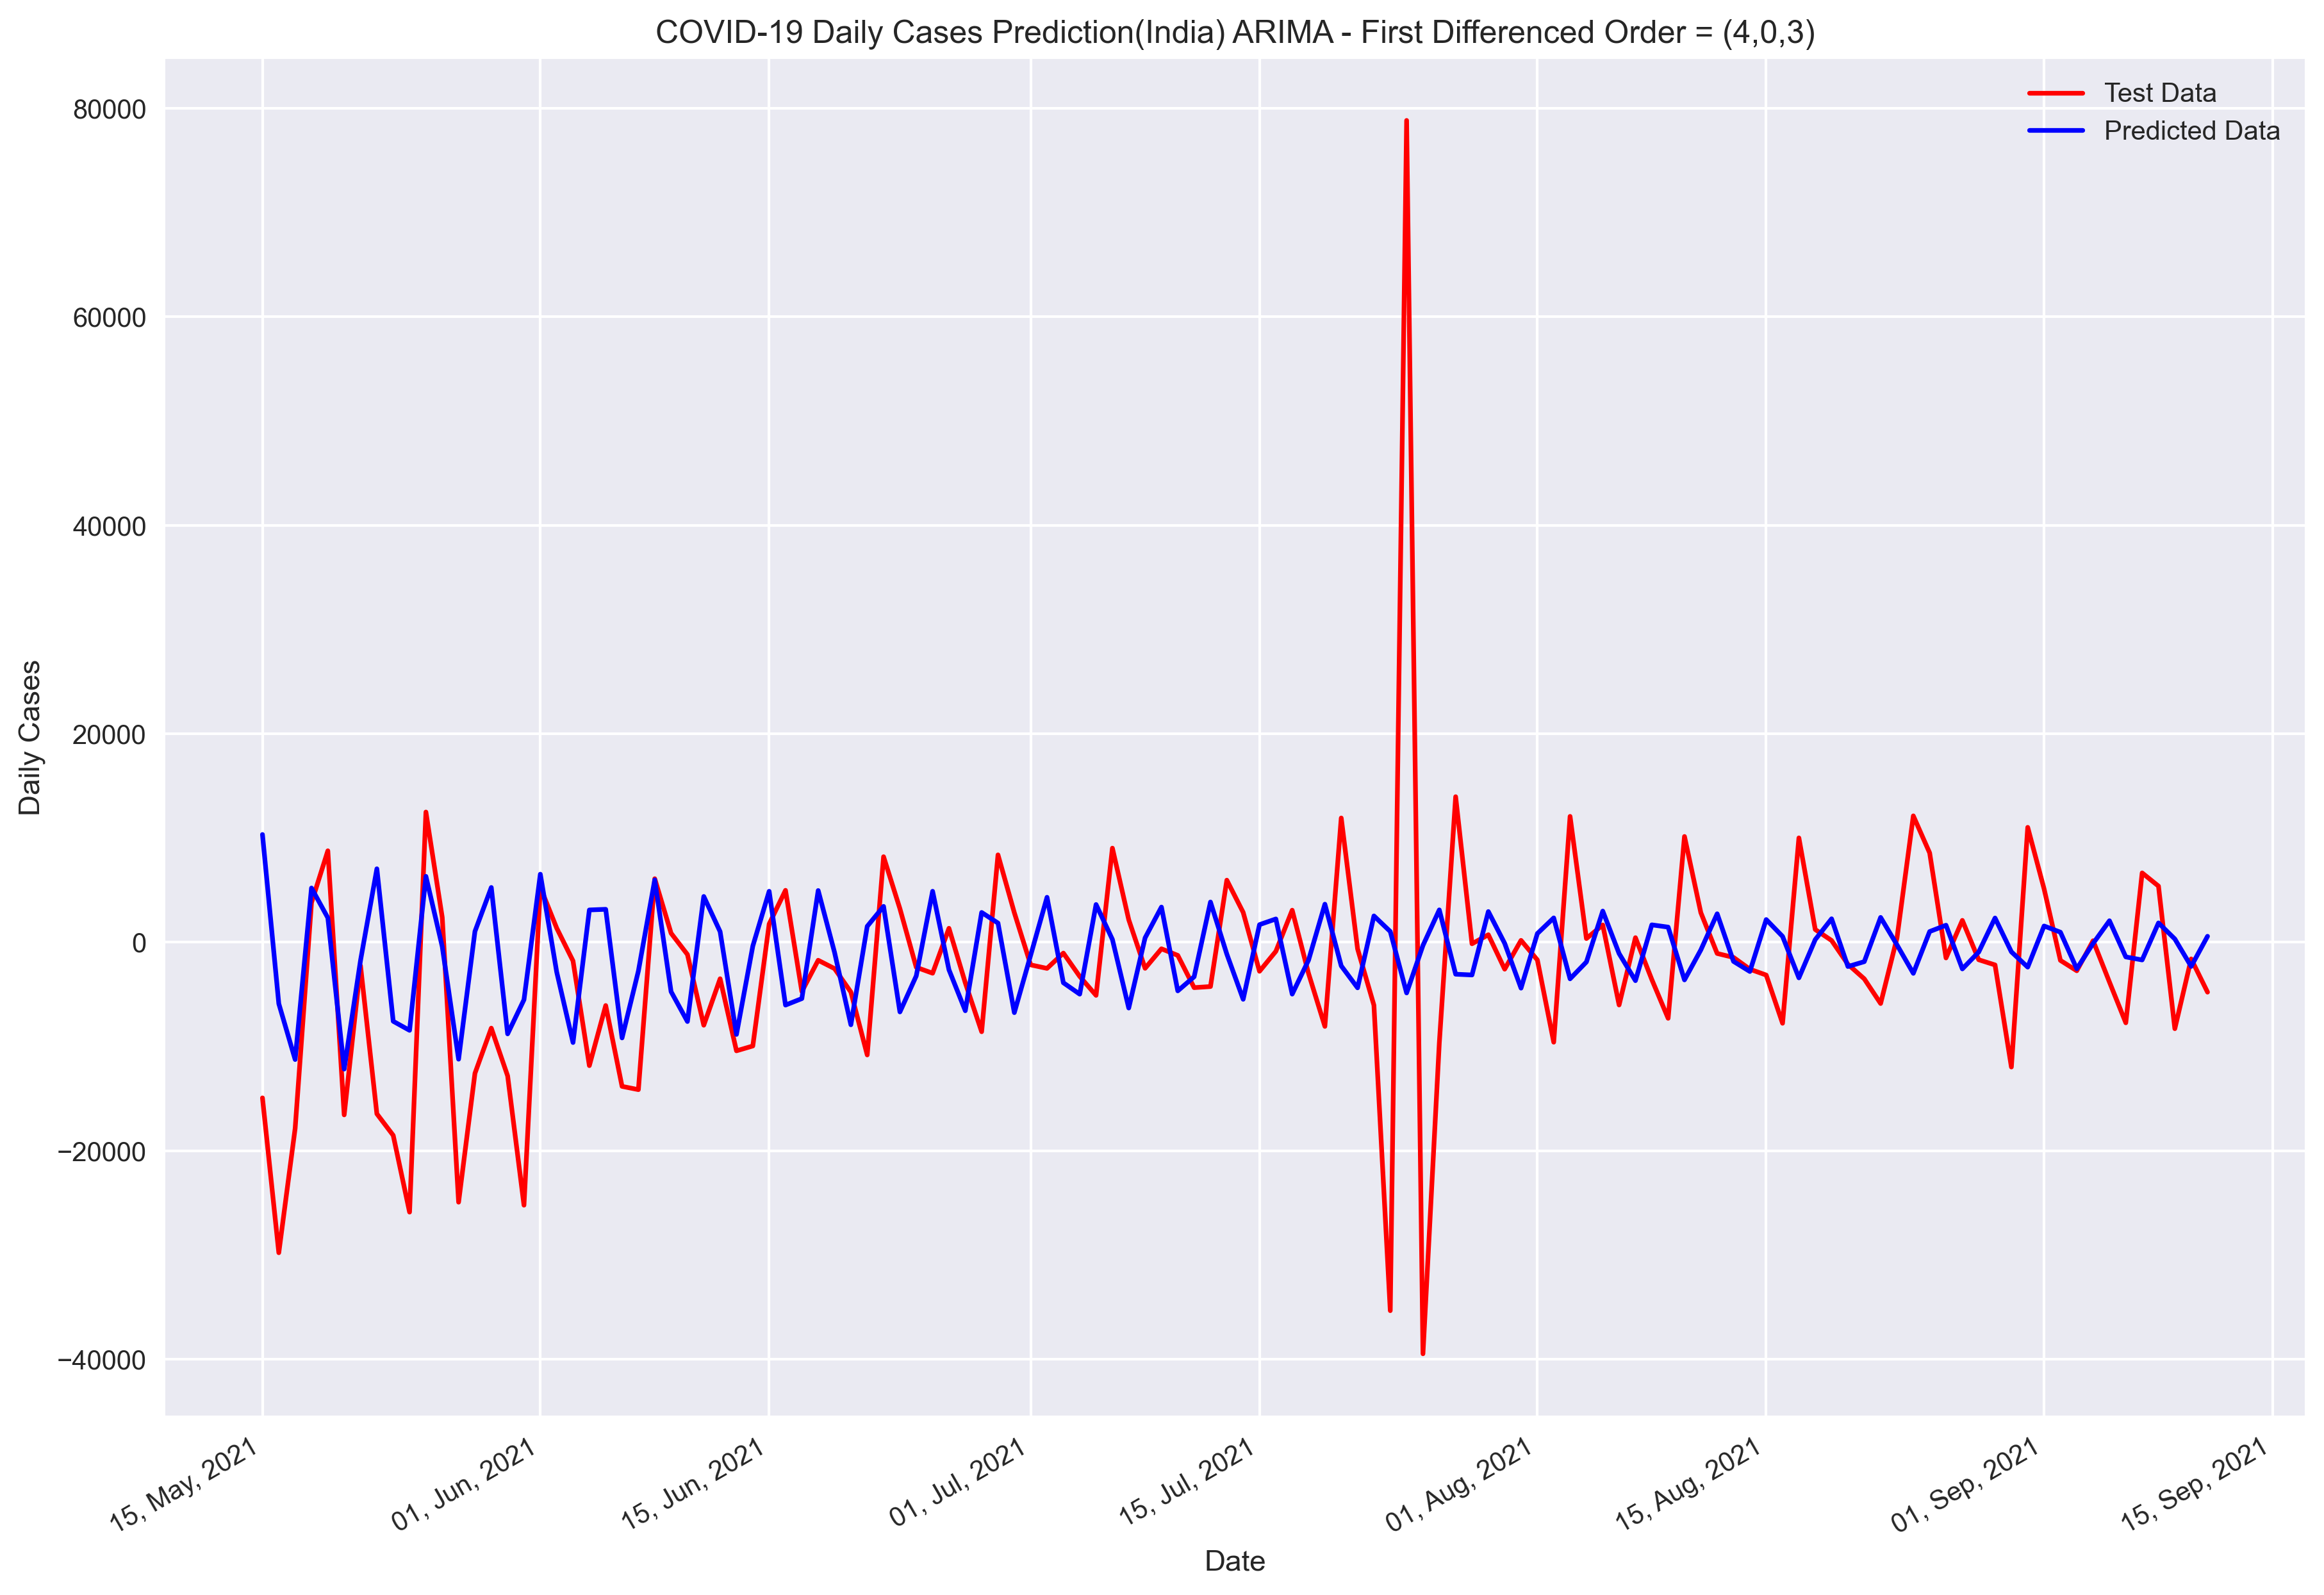 COVID-19 Daily Cases Prediction(India) ARIMA - First Differenced Order = (4,0,3)
Test Data
Predicted Data
Daily Cases
80000
60000
40000
20000
0
−20000
−40000
15, May, 2021
01, Jun, 2021
15, Jun, 2021
01, Jul, 2021
15, Jul, 2021
01, Aug, 2021
15, Aug, 2021
01, Sep, 2021
15, Sep, 2021
Date